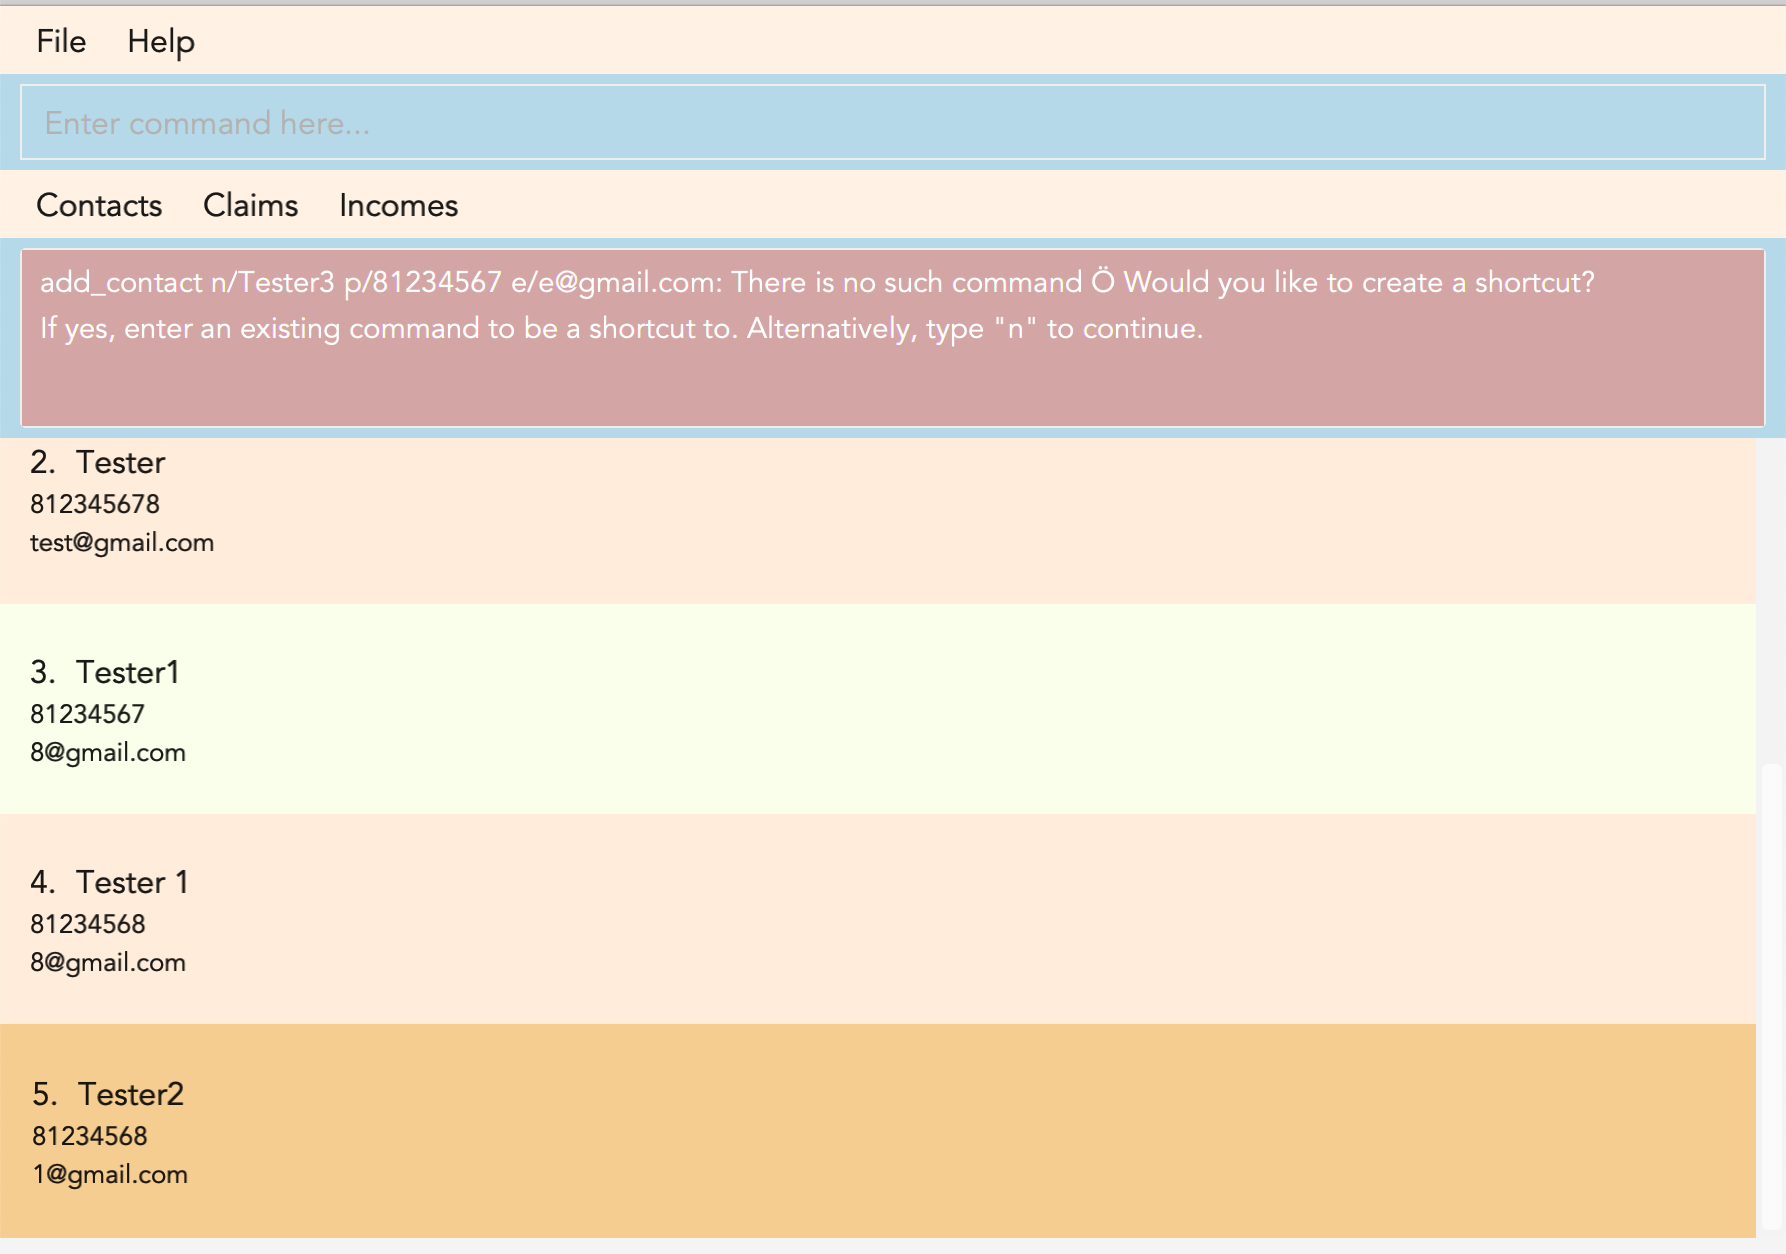 File Help
Enter command here...
Contacts Claims Incomes
add_contact n/Tester3 p/81234567 e/e@gmail.com: There is no such command Ö Would you like to create a shortcut?
If yes, enter an existing command to be a shortcut to. Alternatively, type "n" to continue.
2. Tester
812345678
test@gmail.com
3. Tester1
81234567
8@gmail.com
4. Tester 1
81234568
8@gmail.com
5. Tester2
81234568
1@gmail.com